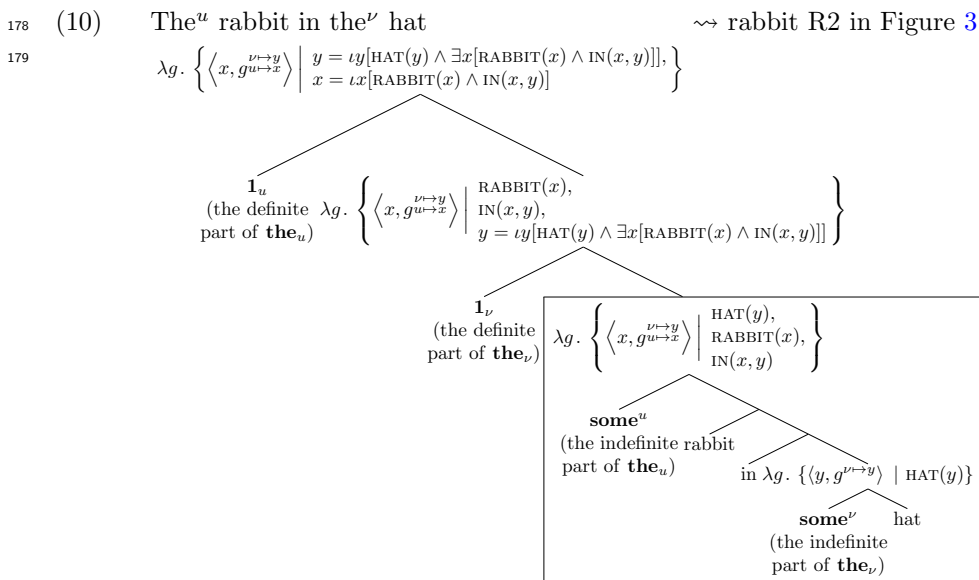 178 (10) The^u rabbit in the^ν hat ⇝ rabbit R2 in Figure 3
179 λg. { ⟨x, g^{ν↦y}_{u↦x}⟩ | y = ιy[HAT(y) ∧ ∃x[RABBIT(x) ∧ IN(x, y)]],
x = ιx[RABBIT(x) ∧ IN(x, y)] }
1_u
(the definite
part of the_u)
λg. { ⟨x, g^{ν↦y}_{u↦x}⟩ | RABBIT(x),
IN(x, y),
y = ιy[HAT(y) ∧ ∃x[RABBIT(x) ∧ IN(x, y)]] }
1_ν
(the definite
part of the_ν)
λg. { ⟨x, g^{ν↦y}_{u↦x}⟩ | HAT(y),
RABBIT(x),
IN(x, y) }
some^u
(the indefinite
part of the_u)
rabbit
in λg. {⟨y, g^{ν↦y}⟩ | HAT(y)}
some^ν
(the indefinite
part of the_ν)
hat